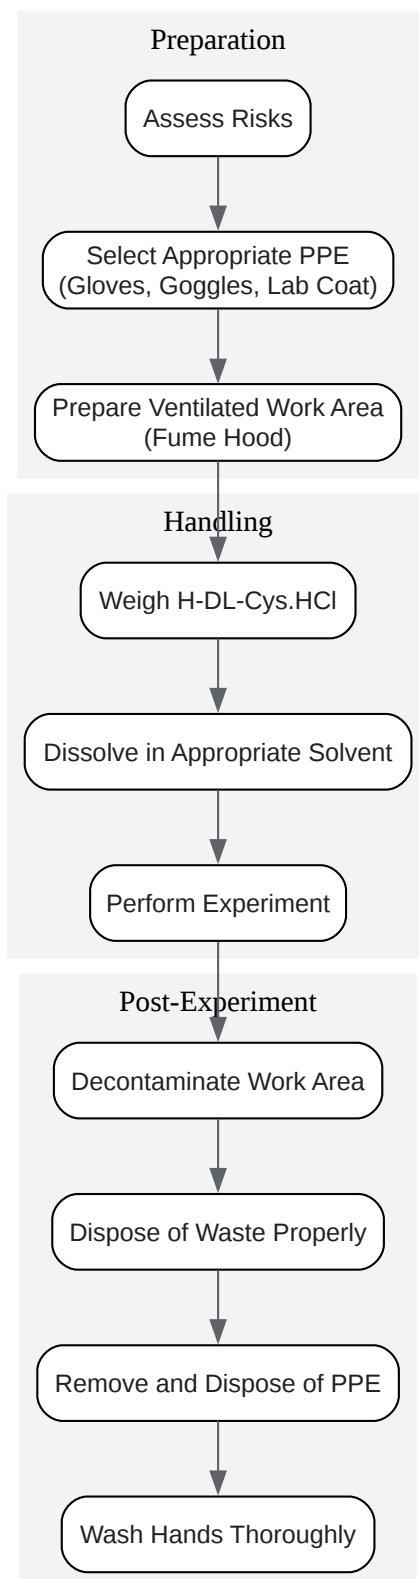 Preparation
Assess Risks
Select Appropriate PPE
(Gloves, Goggles, Lab Coat)
Prepare Ventilated Work Area
(Fume Hood)
Handling
Weigh H-DL-Cys.HCl
Dissolve in Appropriate Solvent
Perform Experiment
Post-Experiment
Decontaminate Work Area
Dispose of Waste Properly
Remove and Dispose of PPE
Wash Hands Thoroughly